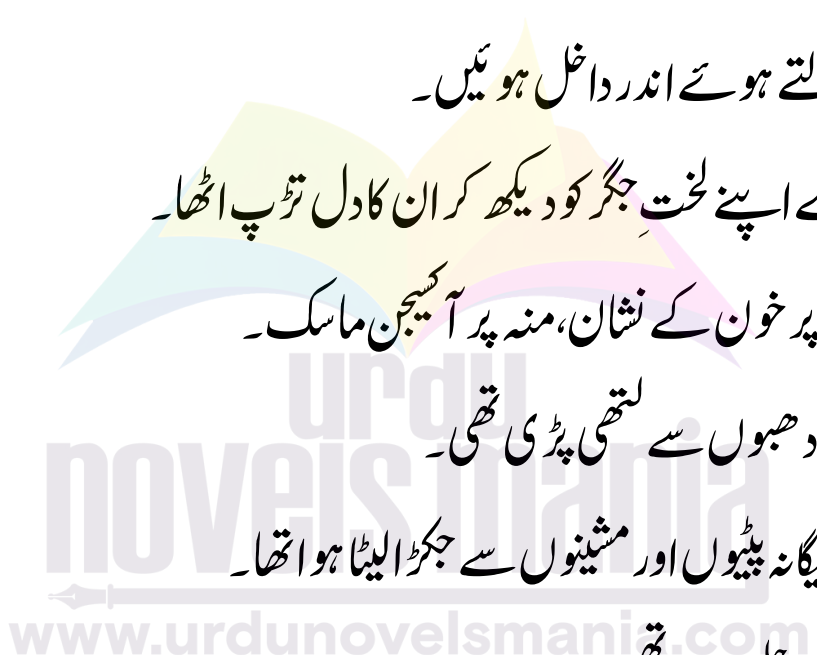 ہوئے اندر داخل ہوئیں۔
اپنے لختِ جگر کو دیکھ کر ان کا دل تڑپ اٹھا۔
پر خون کے نشان، منہ پر آکسیجن ماسک۔
دھبوں سے لتھی پڑی تھی۔
پٹیوں اور مشینوں سے جکڑا لیٹا ہوا تھا۔
urdu
novels mania
www.urdunovelsmania.com